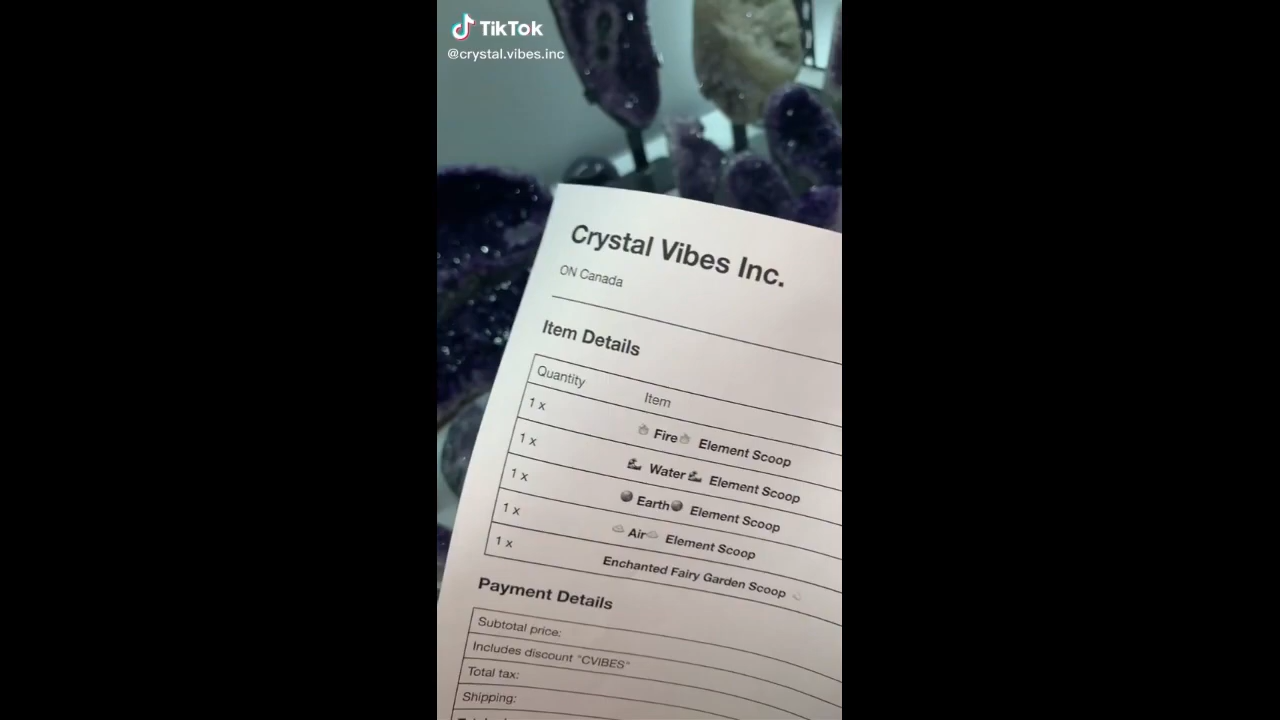 TikTok
@crystal.vibes.inc
Crystal Vibes Inc.
ON Canada
Item Details
Quantity Item
1 x 🔥 Fire🔥 Element Scoop
1 x 🌊 Water🌊 Element Scoop
1 x Earth Element Scoop
1 x Air Element Scoop
1 x Enchanted Fairy Garden Scoop
Payment Details
Subtotal price:
Includes discount "CVIBES"
Total tax:
Shipping: